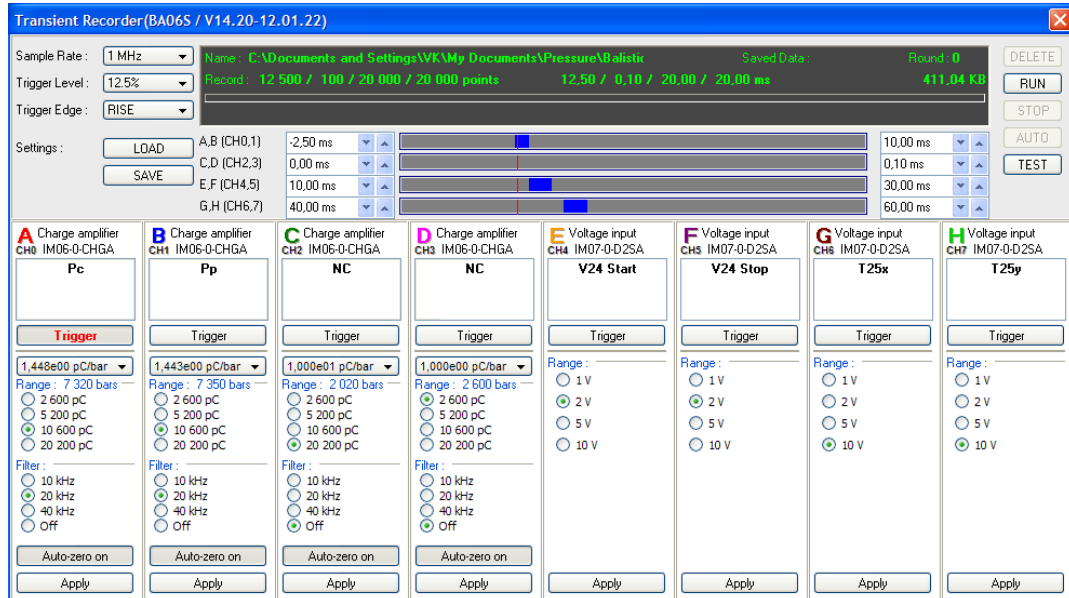 Transient Recorder(BA06S / V14.20-12.01.22)
Sample Rate : 1 MHz
Trigger Level : 12.5%
Trigger Edge : RISE
Name : C:\Documents and Settings\VK\My Documents\Pressure\Balistic Saved Data : Round : 0
Record : 12 500 / 100 / 20 000 / 20 000 points 12,50 / 0,10 / 20,00 / 20,00 ms 411,04 KB
DELETE
RUN
STOP
AUTO
TEST
Settings : LOAD
SAVE
A,B (CH0,1) -2,50 ms 10,00 ms
C,D (CH2,3) 0,00 ms 0,10 ms
E,F (CH4,5) 10,00 ms 30,00 ms
G,H (CH6,7) 40,00 ms 60,00 ms
A Charge amplifier
CH0 IM06-0-CHGA
Pc
Trigger
1,448e00 pC/bar
Range : 7 320 bars
2 600 pC
5 200 pC
10 600 pC
20 200 pC
Filter :
10 kHz
20 kHz
40 kHz
Off
Auto-zero on
Apply
B Charge amplifier
CH1 IM06-0-CHGA
Pp
Trigger
1,443e00 pC/bar
Range : 7 350 bars
2 600 pC
5 200 pC
10 600 pC
20 200 pC
Filter :
10 kHz
20 kHz
40 kHz
Off
Auto-zero on
Apply
C Charge amplifier
CH2 IM06-0-CHGA
NC
Trigger
1,000e01 pC/bar
Range : 2 020 bars
2 600 pC
5 200 pC
10 600 pC
20 200 pC
Filter :
10 kHz
20 kHz
40 kHz
Off
Auto-zero on
Apply
D Charge amplifier
CH3 IM06-0-CHGA
NC
Trigger
1,000e00 pC/bar
Range : 2 600 bars
2 600 pC
5 200 pC
10 600 pC
20 200 pC
Filter :
10 kHz
20 kHz
40 kHz
Off
Auto-zero on
Apply
E Voltage input
CH4 IM07-0-D2SA
V24 Start
Trigger
Range :
1 V
2 V
5 V
10 V
Apply
F Voltage input
CH5 IM07-0-D2SA
V24 Stop
Trigger
Range :
1 V
2 V
5 V
10 V
Apply
G Voltage input
CH6 IM07-0-D2SA
T25x
Trigger
Range :
1 V
2 V
5 V
10 V
Apply
H Voltage input
CH7 IM07-0-D2SA
T25y
Trigger
Range :
1 V
2 V
5 V
10 V
Apply